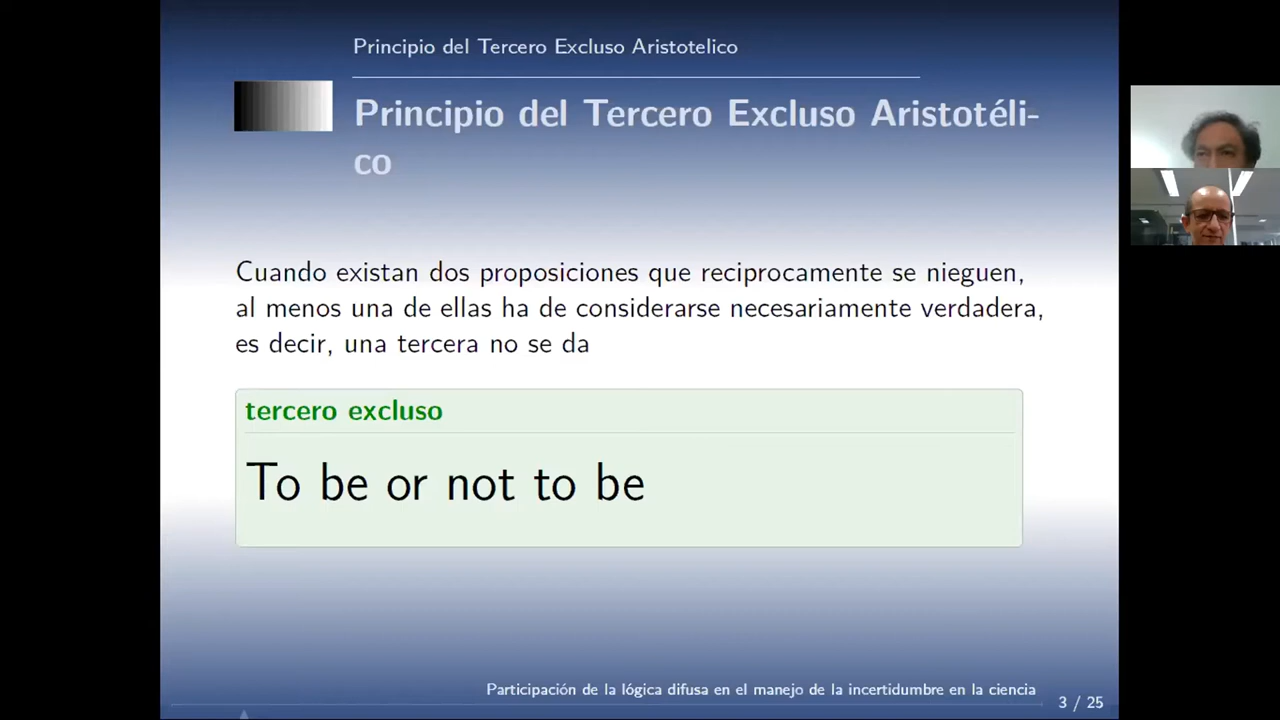 Principio del Tercero Excluso Aristotelico
Principio del Tercero Excluso Aristotéli-
co
Cuando existan dos proposiciones que reciprocamente se nieguen,
al menos una de ellas ha de considerarse necesariamente verdadera,
es decir, una tercera no se da
tercero excluso
To be or not to be
Participación de la lógica difusa en el manejo de la incertidumbre en la ciencia
3 / 25